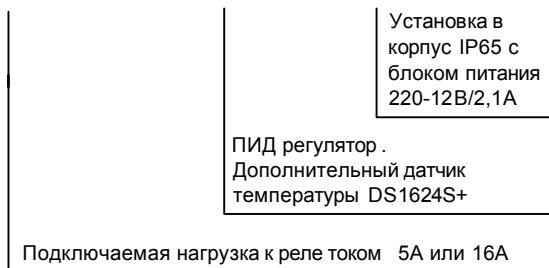 Установка в
корпус IP65 с
блоком питания
220-12В/2,1А
ПИД регулятор .
Дополнительный датчик
температуры DS1624S+
Подключаемая нагрузка к реле током 5А или 16А